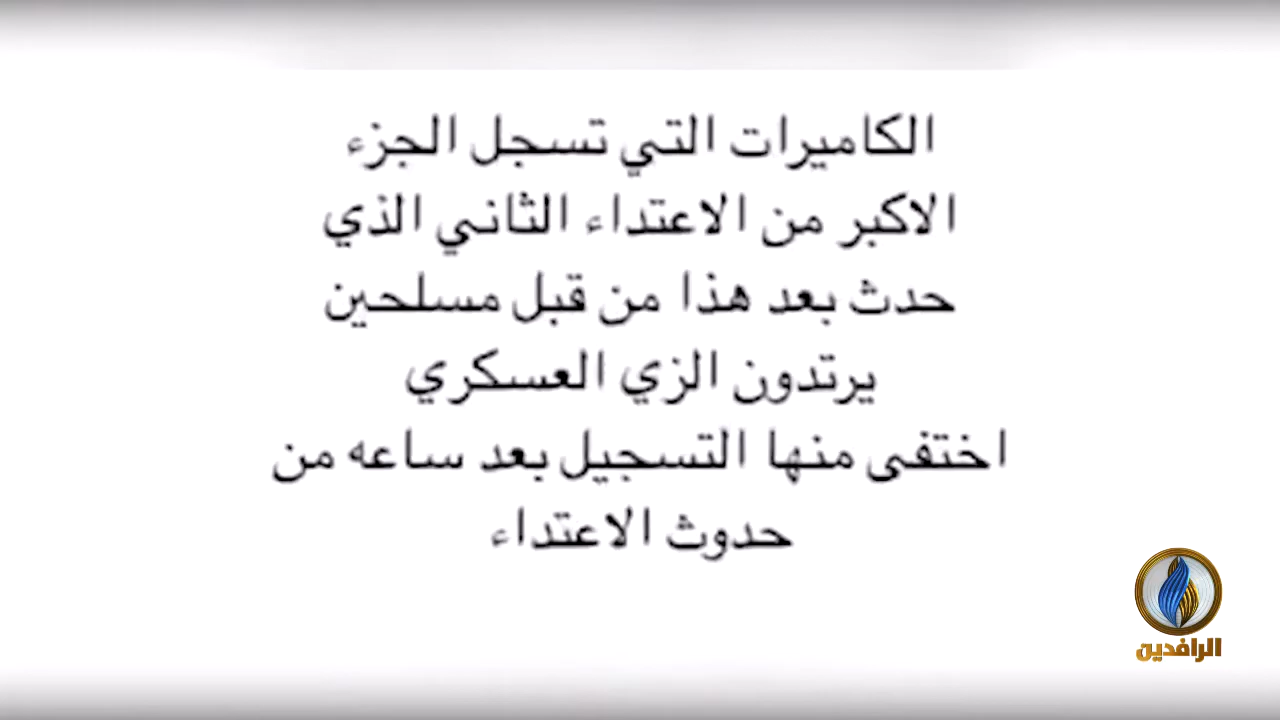 الكاميرات التي تسجل الجزء
الاكبر من الاعتداء الثاني الذي
حدث بعد هذا من قبل مسلحين
يرتدون الزي العسكري
اختفى منها التسجيل بعد ساعه من
حدوث الاعتداء
الرافدين